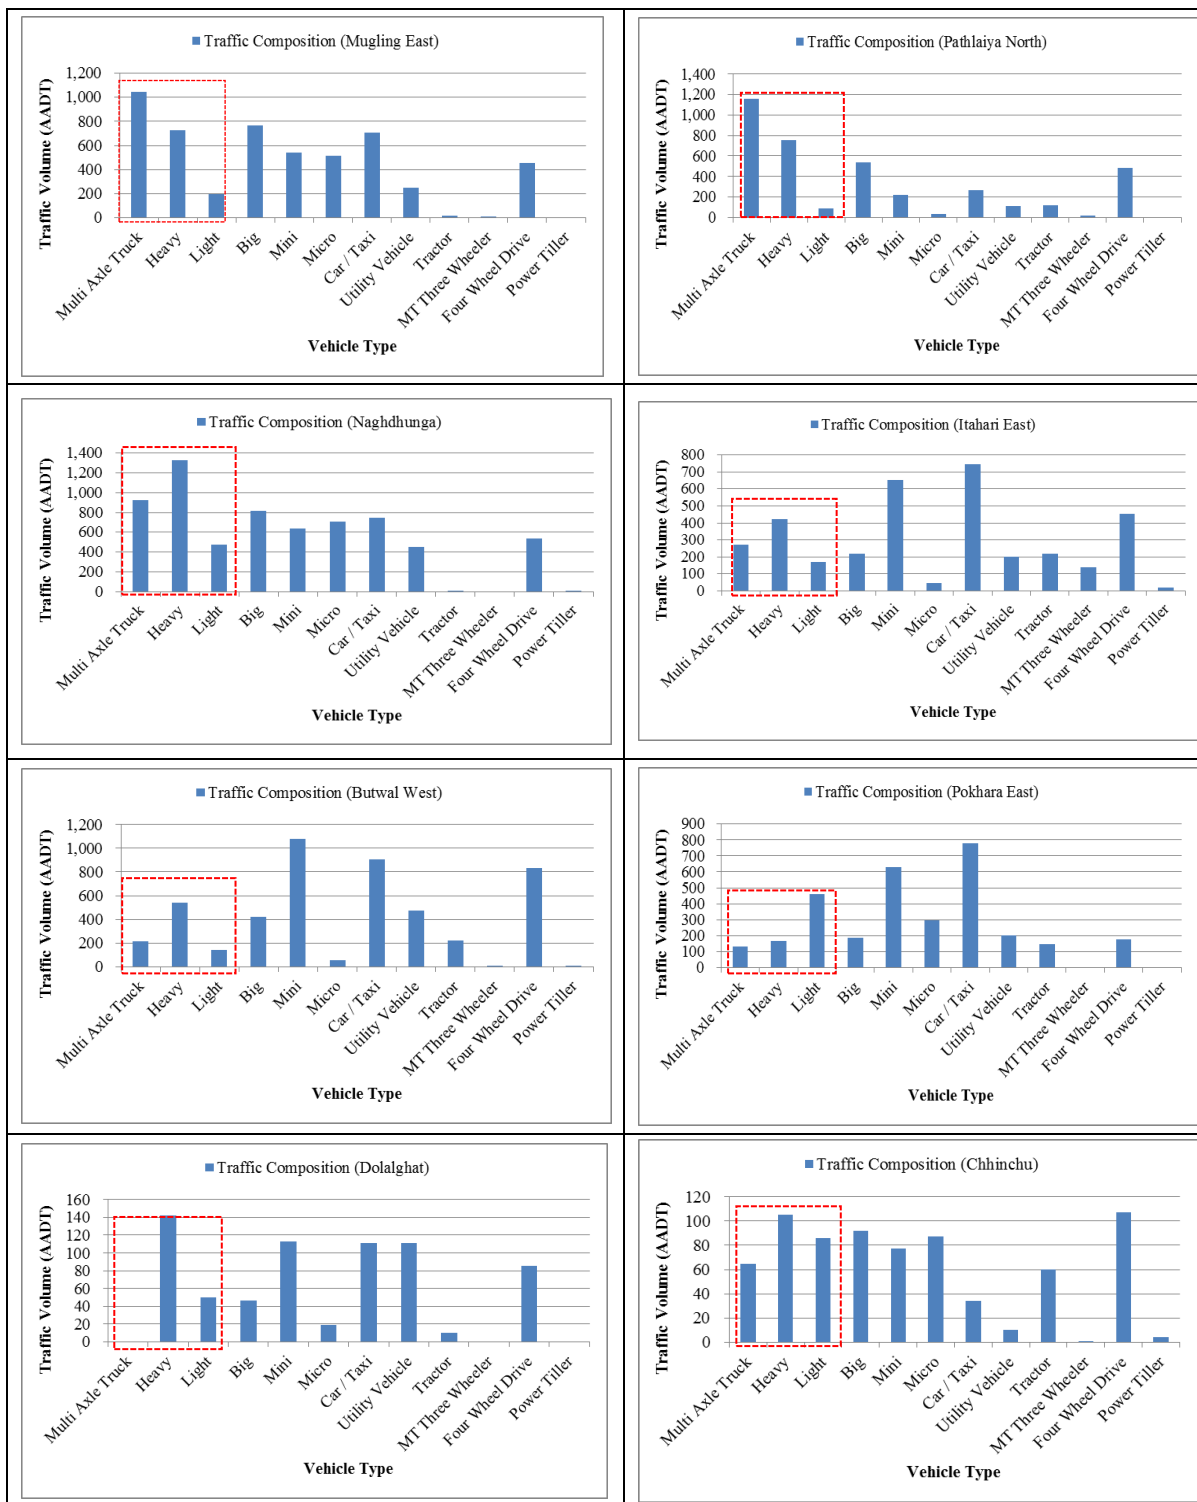 Traffic Composition (Mugling East)
Traffic Volume (AADT)
1,200
1,000
800
600
400
200
0
Multi Axle Truck
Heavy
Light
Big
Mini
Micro
Car / Taxi
Utility Vehicle
Tractor
MT Three Wheeler
Four Wheel Drive
Power Tiller
Vehicle Type
Traffic Composition (Pathlaiya North)
Traffic Volume (AADT)
1,400
1,200
1,000
800
600
400
200
0
Multi Axle Truck
Heavy
Light
Big
Mini
Micro
Car / Taxi
Utility Vehicle
Tractor
MT Three Wheeler
Four Wheel Drive
Power Tiller
Vehicle Type
Traffic Composition (Naghdhunga)
Traffic Volume (AADT)
1,400
1,200
1,000
800
600
400
200
0
Multi Axle Truck
Heavy
Light
Big
Mini
Micro
Car / Taxi
Utility Vehicle
Tractor
MT Three Wheeler
Four Wheel Drive
Power Tiller
Vehicle Type
Traffic Composition (Itahari East)
Traffic Volume (AADT)
800
700
600
500
400
300
200
100
0
Multi Axle Truck
Heavy
Light
Big
Mini
Micro
Car / Taxi
Utility Vehicle
Tractor
MT Three Wheeler
Four Wheel Drive
Power Tiller
Vehicle Type
Traffic Composition (Butwal West)
Traffic Volume (AADT)
1,200
1,000
800
600
400
200
0
Multi Axle Truck
Heavy
Light
Big
Mini
Micro
Car / Taxi
Utility Vehicle
Tractor
MT Three Wheeler
Four Wheel Drive
Power Tiller
Vehicle Type
Traffic Composition (Pokhara East)
Traffic Volume (AADT)
900
800
700
600
500
400
300
200
100
0
Multi Axle Truck
Heavy
Light
Big
Mini
Micro
Car / Taxi
Utility Vehicle
Tractor
MT Three Wheeler
Four Wheel Drive
Power Tiller
Vehicle Type
Traffic Composition (Dolalghat)
Traffic Volume (AADT)
160
140
120
100
80
60
40
20
0
Multi Axle Truck
Heavy
Light
Big
Mini
Micro
Car / Taxi
Utility Vehicle
Tractor
MT Three Wheeler
Four Wheel Drive
Power Tiller
Vehicle Type
Traffic Composition (Chhinchu)
Traffic Volume (AADT)
120
100
80
60
40
20
0
Multi Axle Truck
Heavy
Light
Big
Mini
Micro
Car / Taxi
Utility Vehicle
Tractor
MT Three Wheeler
Four Wheel Drive
Power Tiller
Vehicle Type